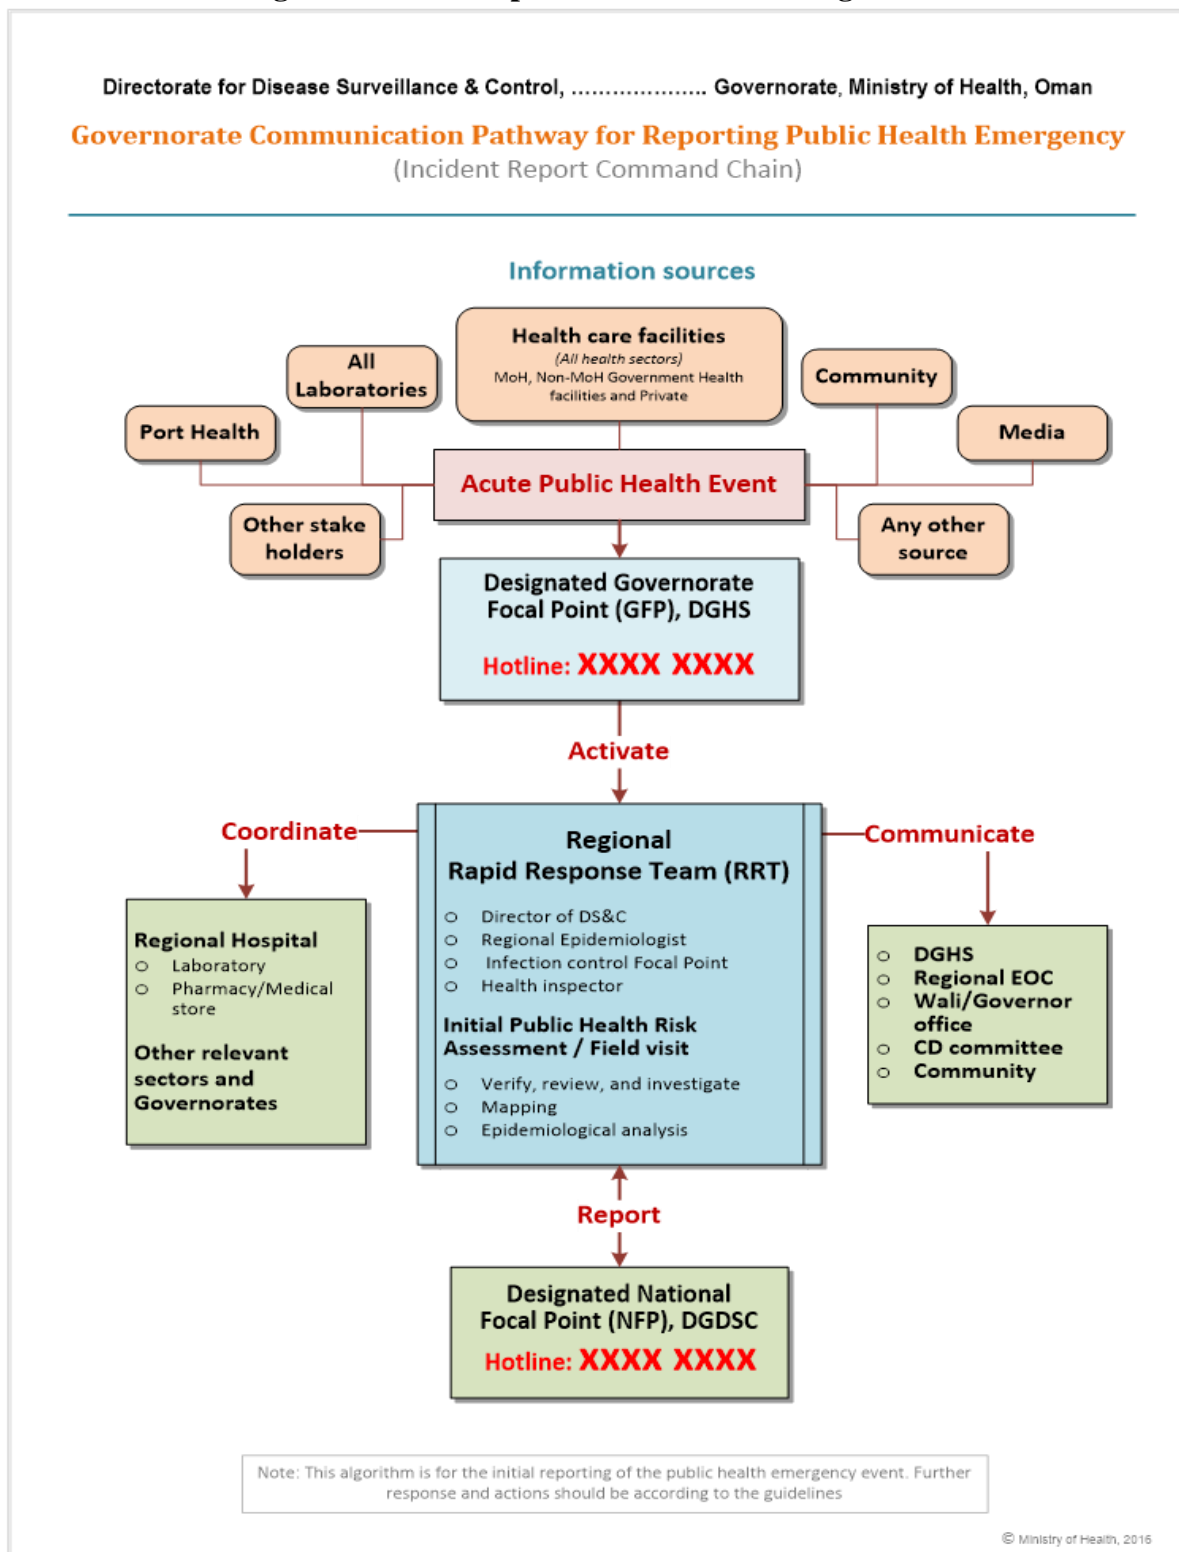 Directorate for Disease Surveillance & Control, ………………... Governorate, Ministry of Health, Oman
Governorate Communication Pathway for Reporting Public Health Emergency
(Incident Report Command Chain)
Information sources
Health care facilities
(All health sectors)
MoH, Non-MoH Government Health
facilities and Private
All
Laboratories
Community
Port Health
Media
Acute Public Health Event
Other stake
holders
Any other
source
Designated Governorate
Focal Point (GFP), DGHS
Hotline: XXXX XXXX
Activate
Coordinate
Communicate
Regional
Rapid Response Team (RRT)
○ Director of DS&C
○ Regional Epidemiologist
○ Infection control Focal Point
○ Health inspector
Initial Public Health Risk
Assessment / Field visit
○ Verify, review, and investigate
○ Mapping
○ Epidemiological analysis
Regional Hospital
○ Laboratory
○ Pharmacy/Medical
store
Other relevant
sectors and
Governorates
○ DGHS
○ Regional EOC
○ Wali/Governor
office
○ CD committee
○ Community
Report
Designated National
Focal Point (NFP), DGDSC
Hotline: XXXX XXXX
Note: This algorithm is for the initial reporting of the public health emergency event. Further
response and actions should be according to the guidelines
© Ministry of Health, 2016